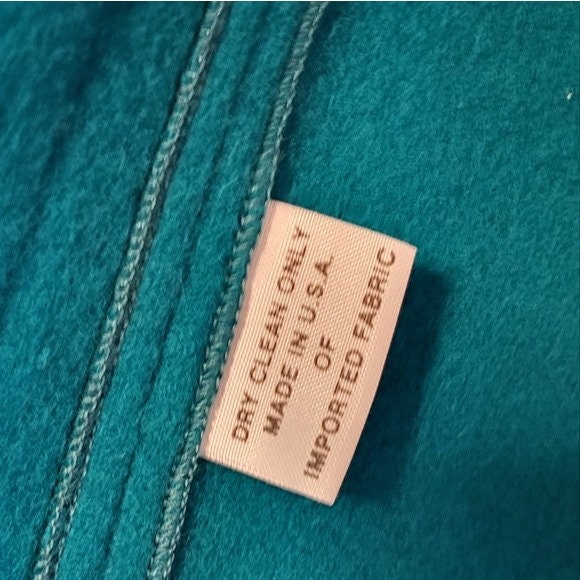 DRY CLEAN ONLY
MADE IN U.S.A.
OF
IMPORTED FABRIC